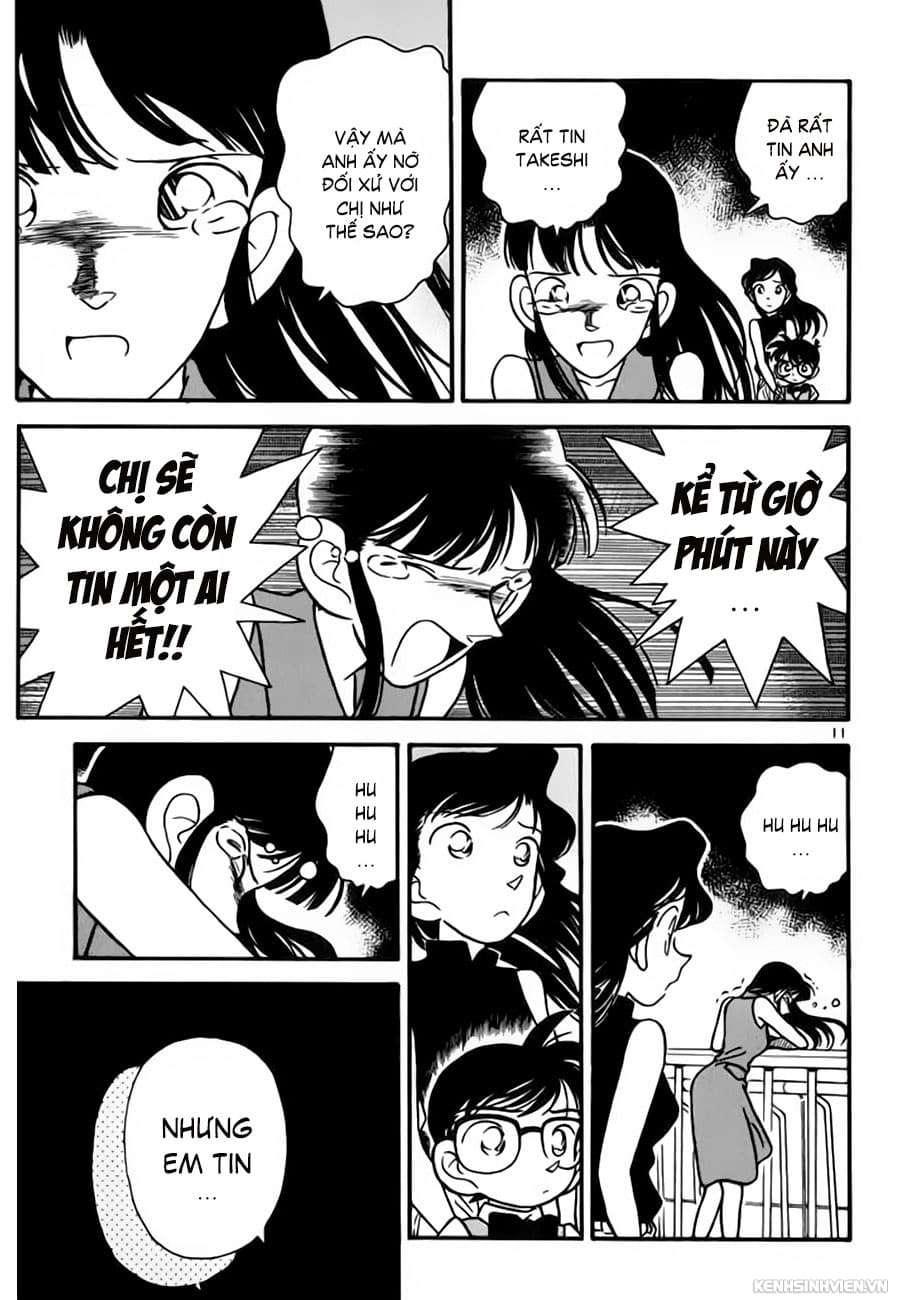 ĐÃ RẤT
TIN ANH
ẤY ...
RẤT TIN
TAKESHI
...
VẬY MÀ
ANH ẤY NỠ
ĐỐI XỬ VỚI
CHỊ NHƯ
THẾ SAO?
KỂ TỪ GIỜ
PHÚT NÀY
...
CHỊ SẼ
KHÔNG CÒN
TIN MỘT AI
HẾT!!
11
HU HU HU
...
HU
HU
HU
...
NHƯNG
EM TIN
...
KENHSINHVIEN.VN